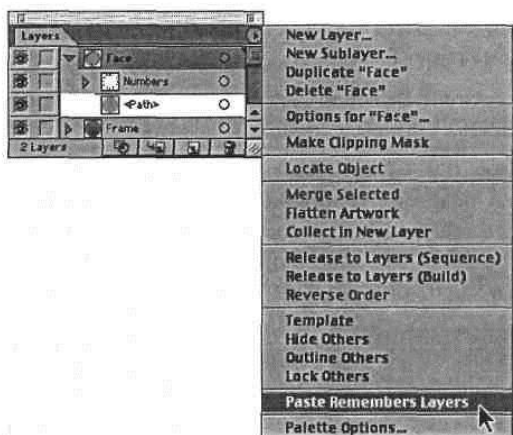 Layers
Face
Numbers
<Path>
Frame
2 Layers
New Layer...
New Sublayer...
Duplicate "Face"
Delete "Face"
Options for "Face"...
Make Clipping Mask
Locate Object
Merge Selected
Flatten Artwork
Collect in New Layer
Release to Layers (Sequence)
Release to Layers (Build)
Reverse Order
Template
Hide Others
Outline Others
Lock Others
Paste Remembers Layers
Palette Options...